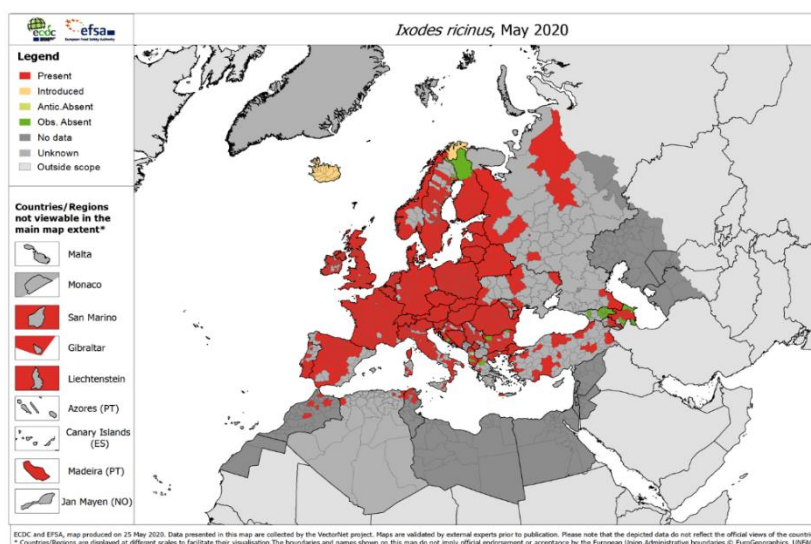 ecdc efsa
European Food Safety Authority
Ixodes ricinus, May 2020
Legend
Present
Introduced
Antic.Absent
Obs. Absent
No data
Unknown
Outside scope
Countries/Regions
not viewable in the
main map extent*
Malta
Monaco
San Marino
Gibraltar
Liechtenstein
Azores (PT)
Canary Islands
(ES)
Madeira (PT)
Jan Mayen (NO)
ECDC and EFSA, map produced on 25 May 2020. Data presented in this map are collected by the VectorNet project. Maps are validated by external experts prior to publication. Please note that the depicted data do not reflect the official views of the
* Countries/Regions are displayed at different scales to facilitate their visualisation The boundaries and names shown on this map do not imply official endorsement or acceptance by the European Union Administrative boundaries © EuroGeographics,